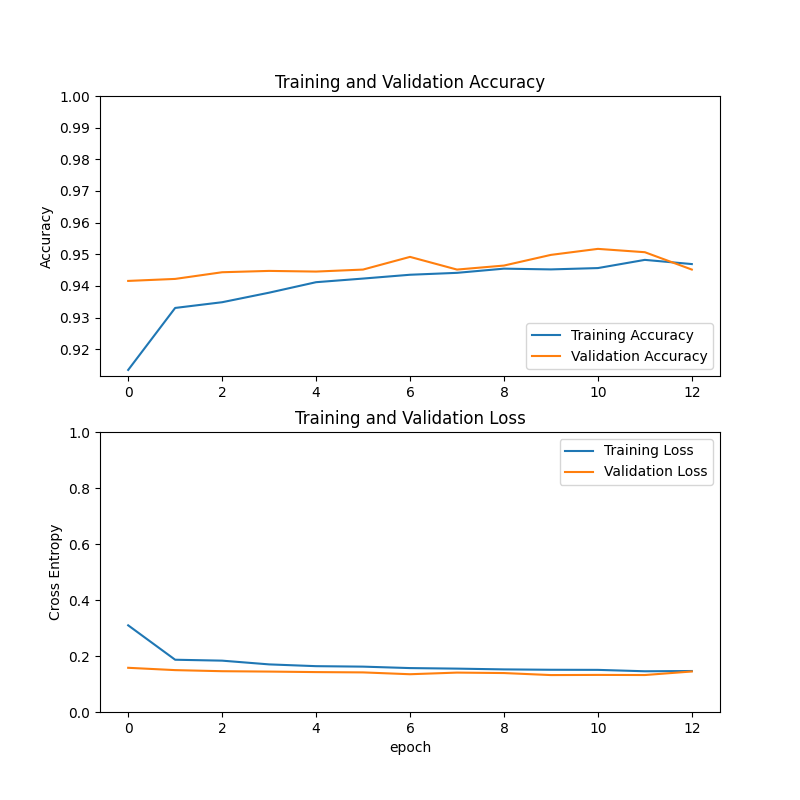 Training and Validation Accuracy
Accuracy
1.00
0.99
0.98
0.97
0.96
0.95
0.94
0.93
0.92
Training Accuracy
Validation Accuracy
0 2 4 6 8 10 12
Training and Validation Loss
Cross Entropy
1.0
0.8
0.6
0.4
0.2
0.0
Training Loss
Validation Loss
0 2 4 6 8 10 12
epoch